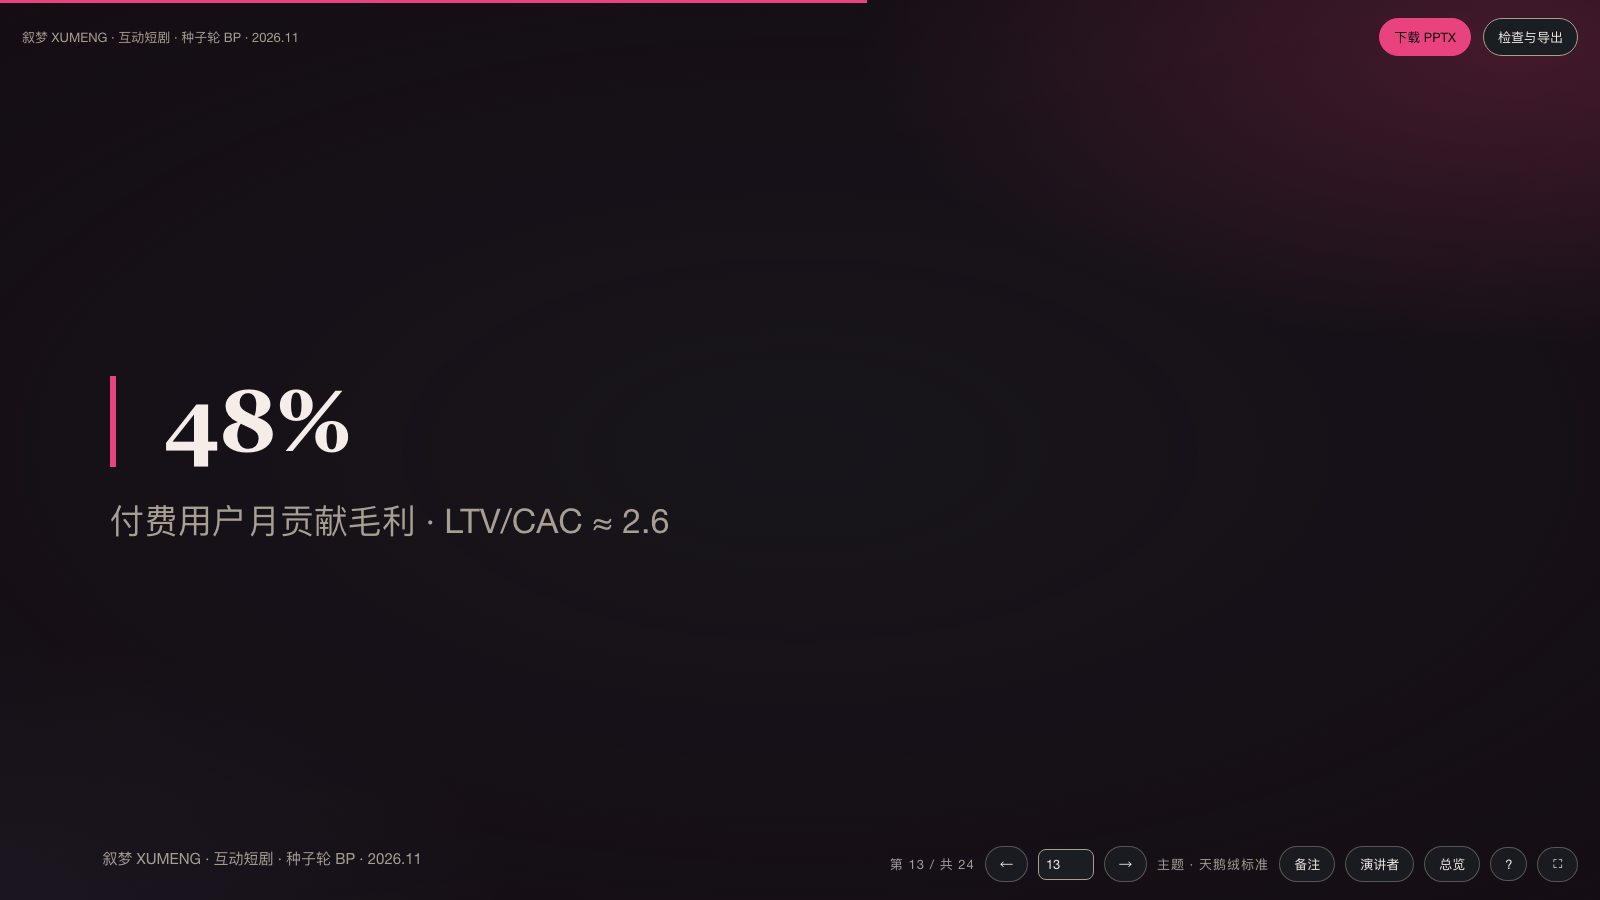 叙梦 XUMENG · 互动短剧 · 种子轮 BP · 2026.11
下载 PPTX
检查与导出
48%
付费用户月贡献毛利 · LTV/CAC ≈ 2.6
叙梦 XUMENG · 互动短剧 · 种子轮 BP · 2026.11
第 13 / 共 24
←
13
→
主题 · 天鹅绒标准
备注
演讲者
总览
?